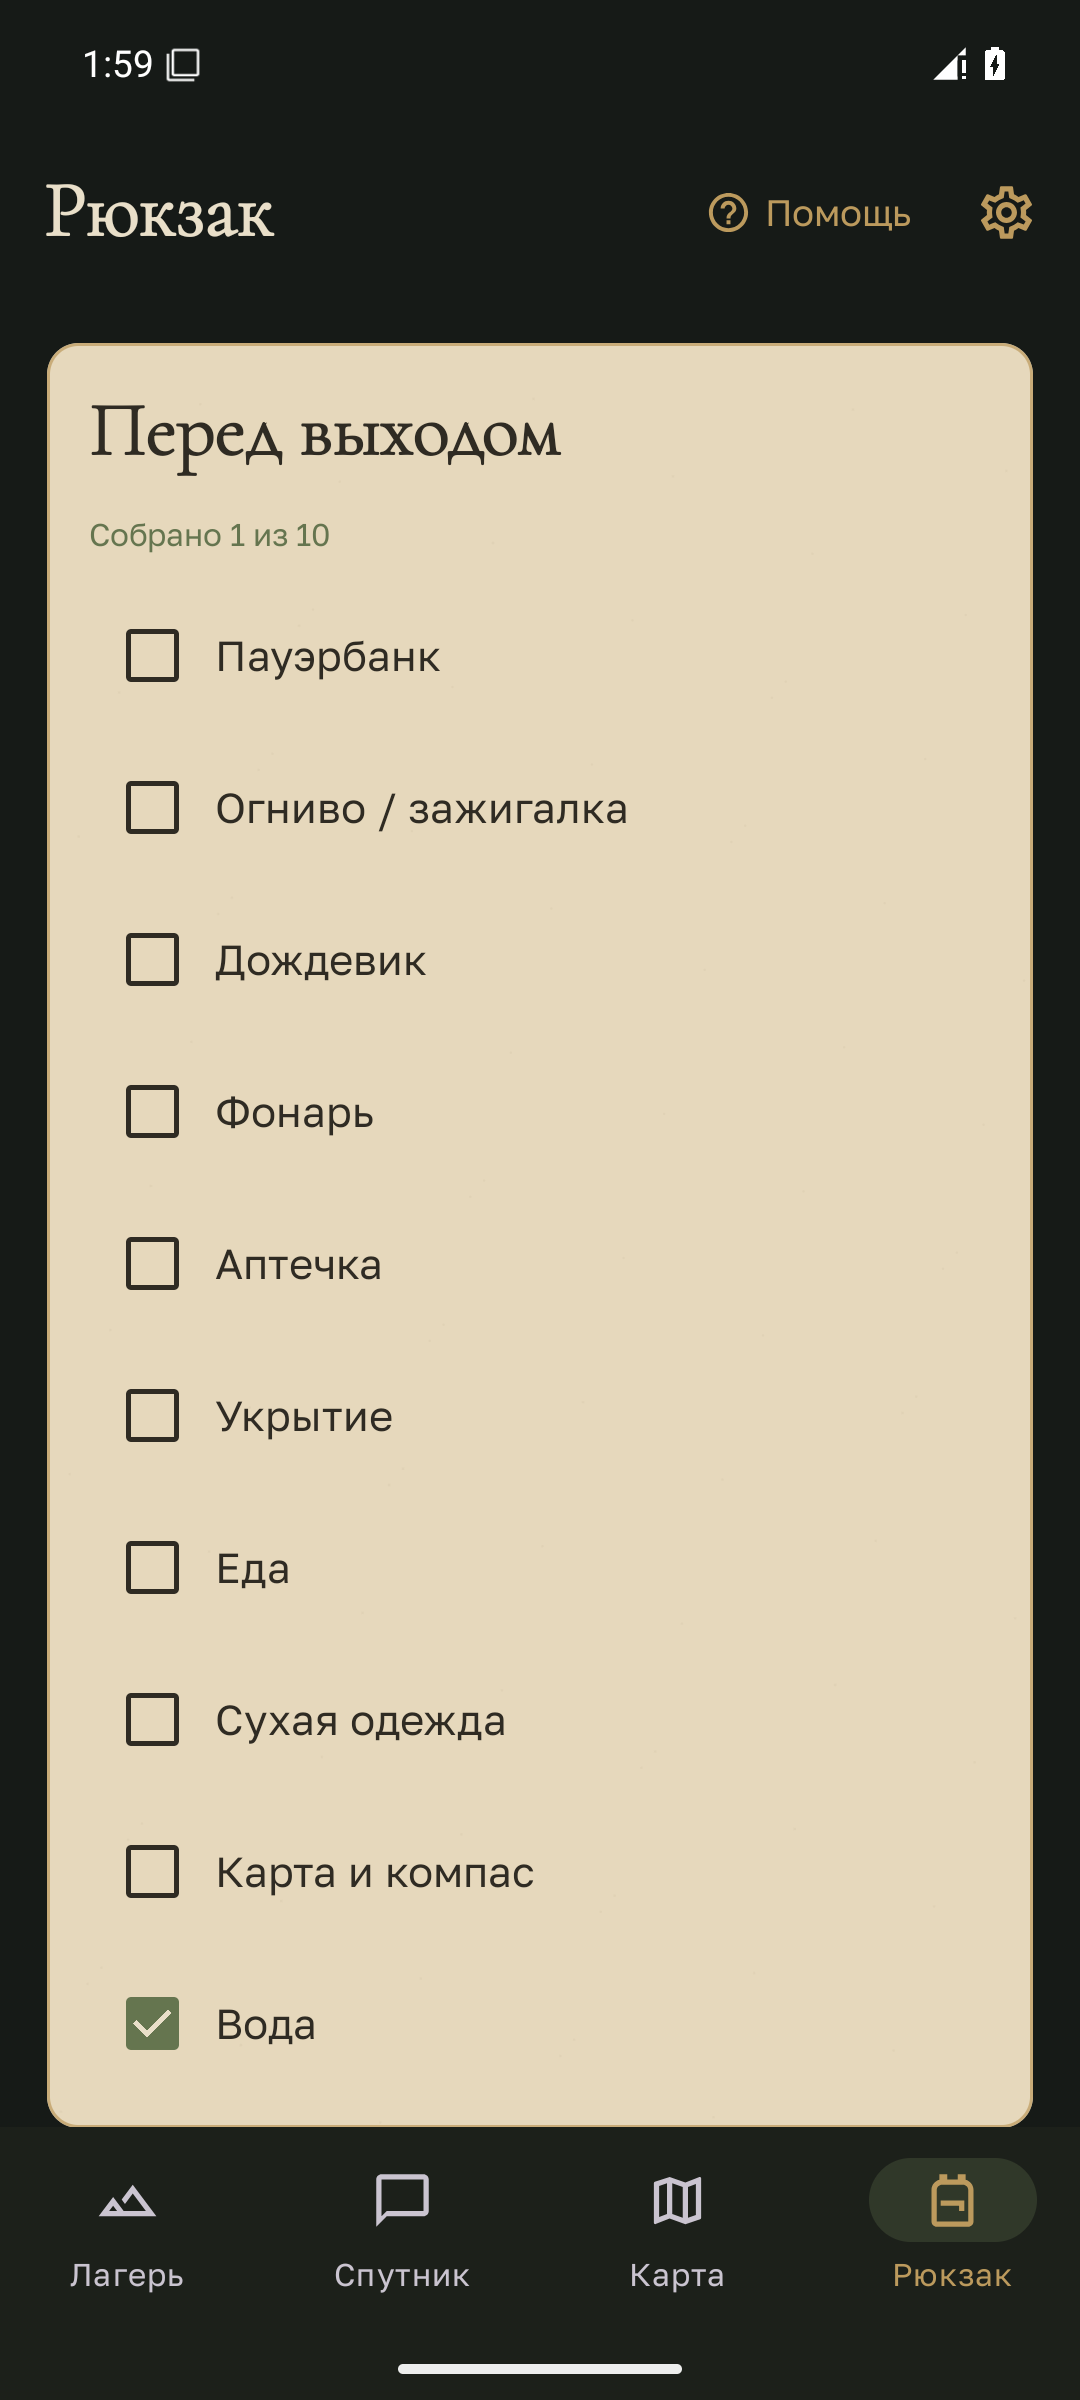 1:59
Рюкзак
Помощь
Перед выходом
Собрано 1 из 10
Пауэрбанк
Огниво / зажигалка
Дождевик
Фонарь
Аптечка
Укрытие
Еда
Сухая одежда
Карта и компас
Вода
Лагерь
Спутник
Карта
Рюкзак